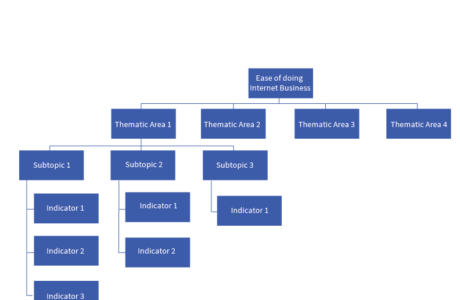 Ease of doing
Internet Business
Thematic Area 1
Thematic Area 2
Thematic Area 3
Thematic Area 4
Subtopic 1
Subtopic 2
Subtopic 3
Indicator 1
Indicator 1
Indicator 1
Indicator 2
Indicator 2
Indicator 3